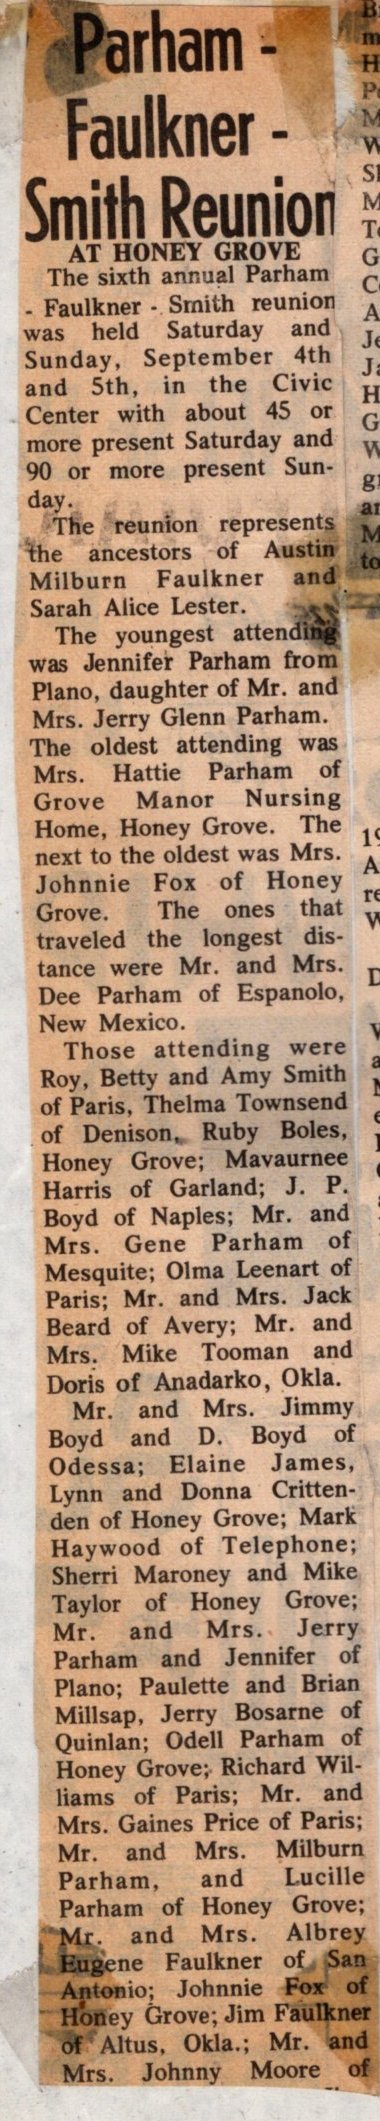 Parham -
Faulkner -
Smith Reunion
AT HONEY GROVE
The sixth annual Parham
- Faulkner - Smith reunion
was held Saturday and
Sunday, September 4th
and 5th, in the Civic
Center with about 45 or
more present Saturday and
90 or more present Sun-
day.
The reunion represents
the ancestors of Austin
Milburn Faulkner and
Sarah Alice Lester.
The youngest attending
was Jennifer Parham from
Plano, daughter of Mr. and
Mrs. Jerry Glenn Parham.
The oldest attending was
Mrs. Hattie Parham of
Grove Manor Nursing
Home, Honey Grove. The
next to the oldest was Mrs.
Johnnie Fox of Honey
Grove. The ones that
traveled the longest dis-
tance were Mr. and Mrs.
Dee Parham of Espanolo,
New Mexico.
Those attending were
Roy, Betty and Amy Smith
of Paris, Thelma Townsend
of Denison, Ruby Boles,
Honey Grove; Mavaurnee
Harris of Garland; J. P.
Boyd of Naples; Mr. and
Mrs. Gene Parham of
Mesquite; Olma Leenart of
Paris; Mr. and Mrs. Jack
Beard of Avery; Mr. and
Mrs. Mike Tooman and
Doris of Anadarko, Okla.
Mr. and Mrs. Jimmy
Boyd and D. Boyd of
Odessa; Elaine James,
Lynn and Donna Critten-
den of Honey Grove; Mark
Haywood of Telephone;
Sherri Maroney and Mike
Taylor of Honey Grove;
Mr. and Mrs. Jerry
Parham and Jennifer of
Plano; Paulette and Brian
Millsap, Jerry Bosarne of
Quinlan; Odell Parham of
Honey Grove; Richard Wil-
liams of Paris; Mr. and
Mrs. Gaines Price of Paris;
Mr. and Mrs. Milburn
Parham, and Lucille
Parham of Honey Grove;
Mr. and Mrs. Albrey
Eugene Faulkner of San
Antonio; Johnnie Fox of
Honey Grove; Jim Faulkner
of Altus, Okla.; Mr. and
Mrs. Johnny Moore of